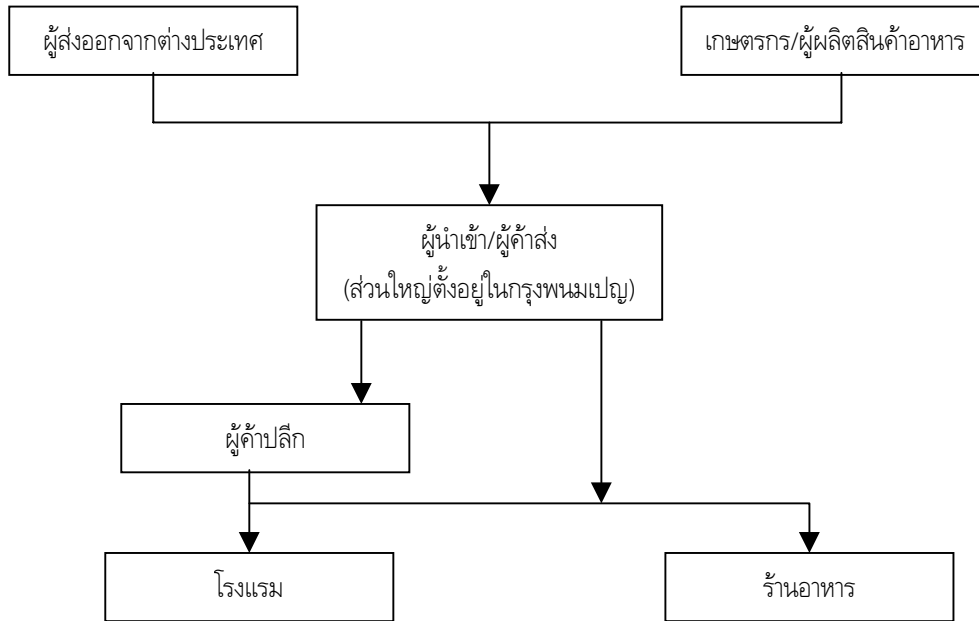 ผู้ส่งออกจากต่างประเทศ
เกษตรกร/ผู้ผลิตสินค้าอาหาร
ผู้นำเข้า/ผู้ค้าส่ง
(ส่วนใหญ่ตั้งอยู่ในกรุงพนมเปญ)
ผู้ค้าปลีก
โรงแรม
ร้านอาหาร